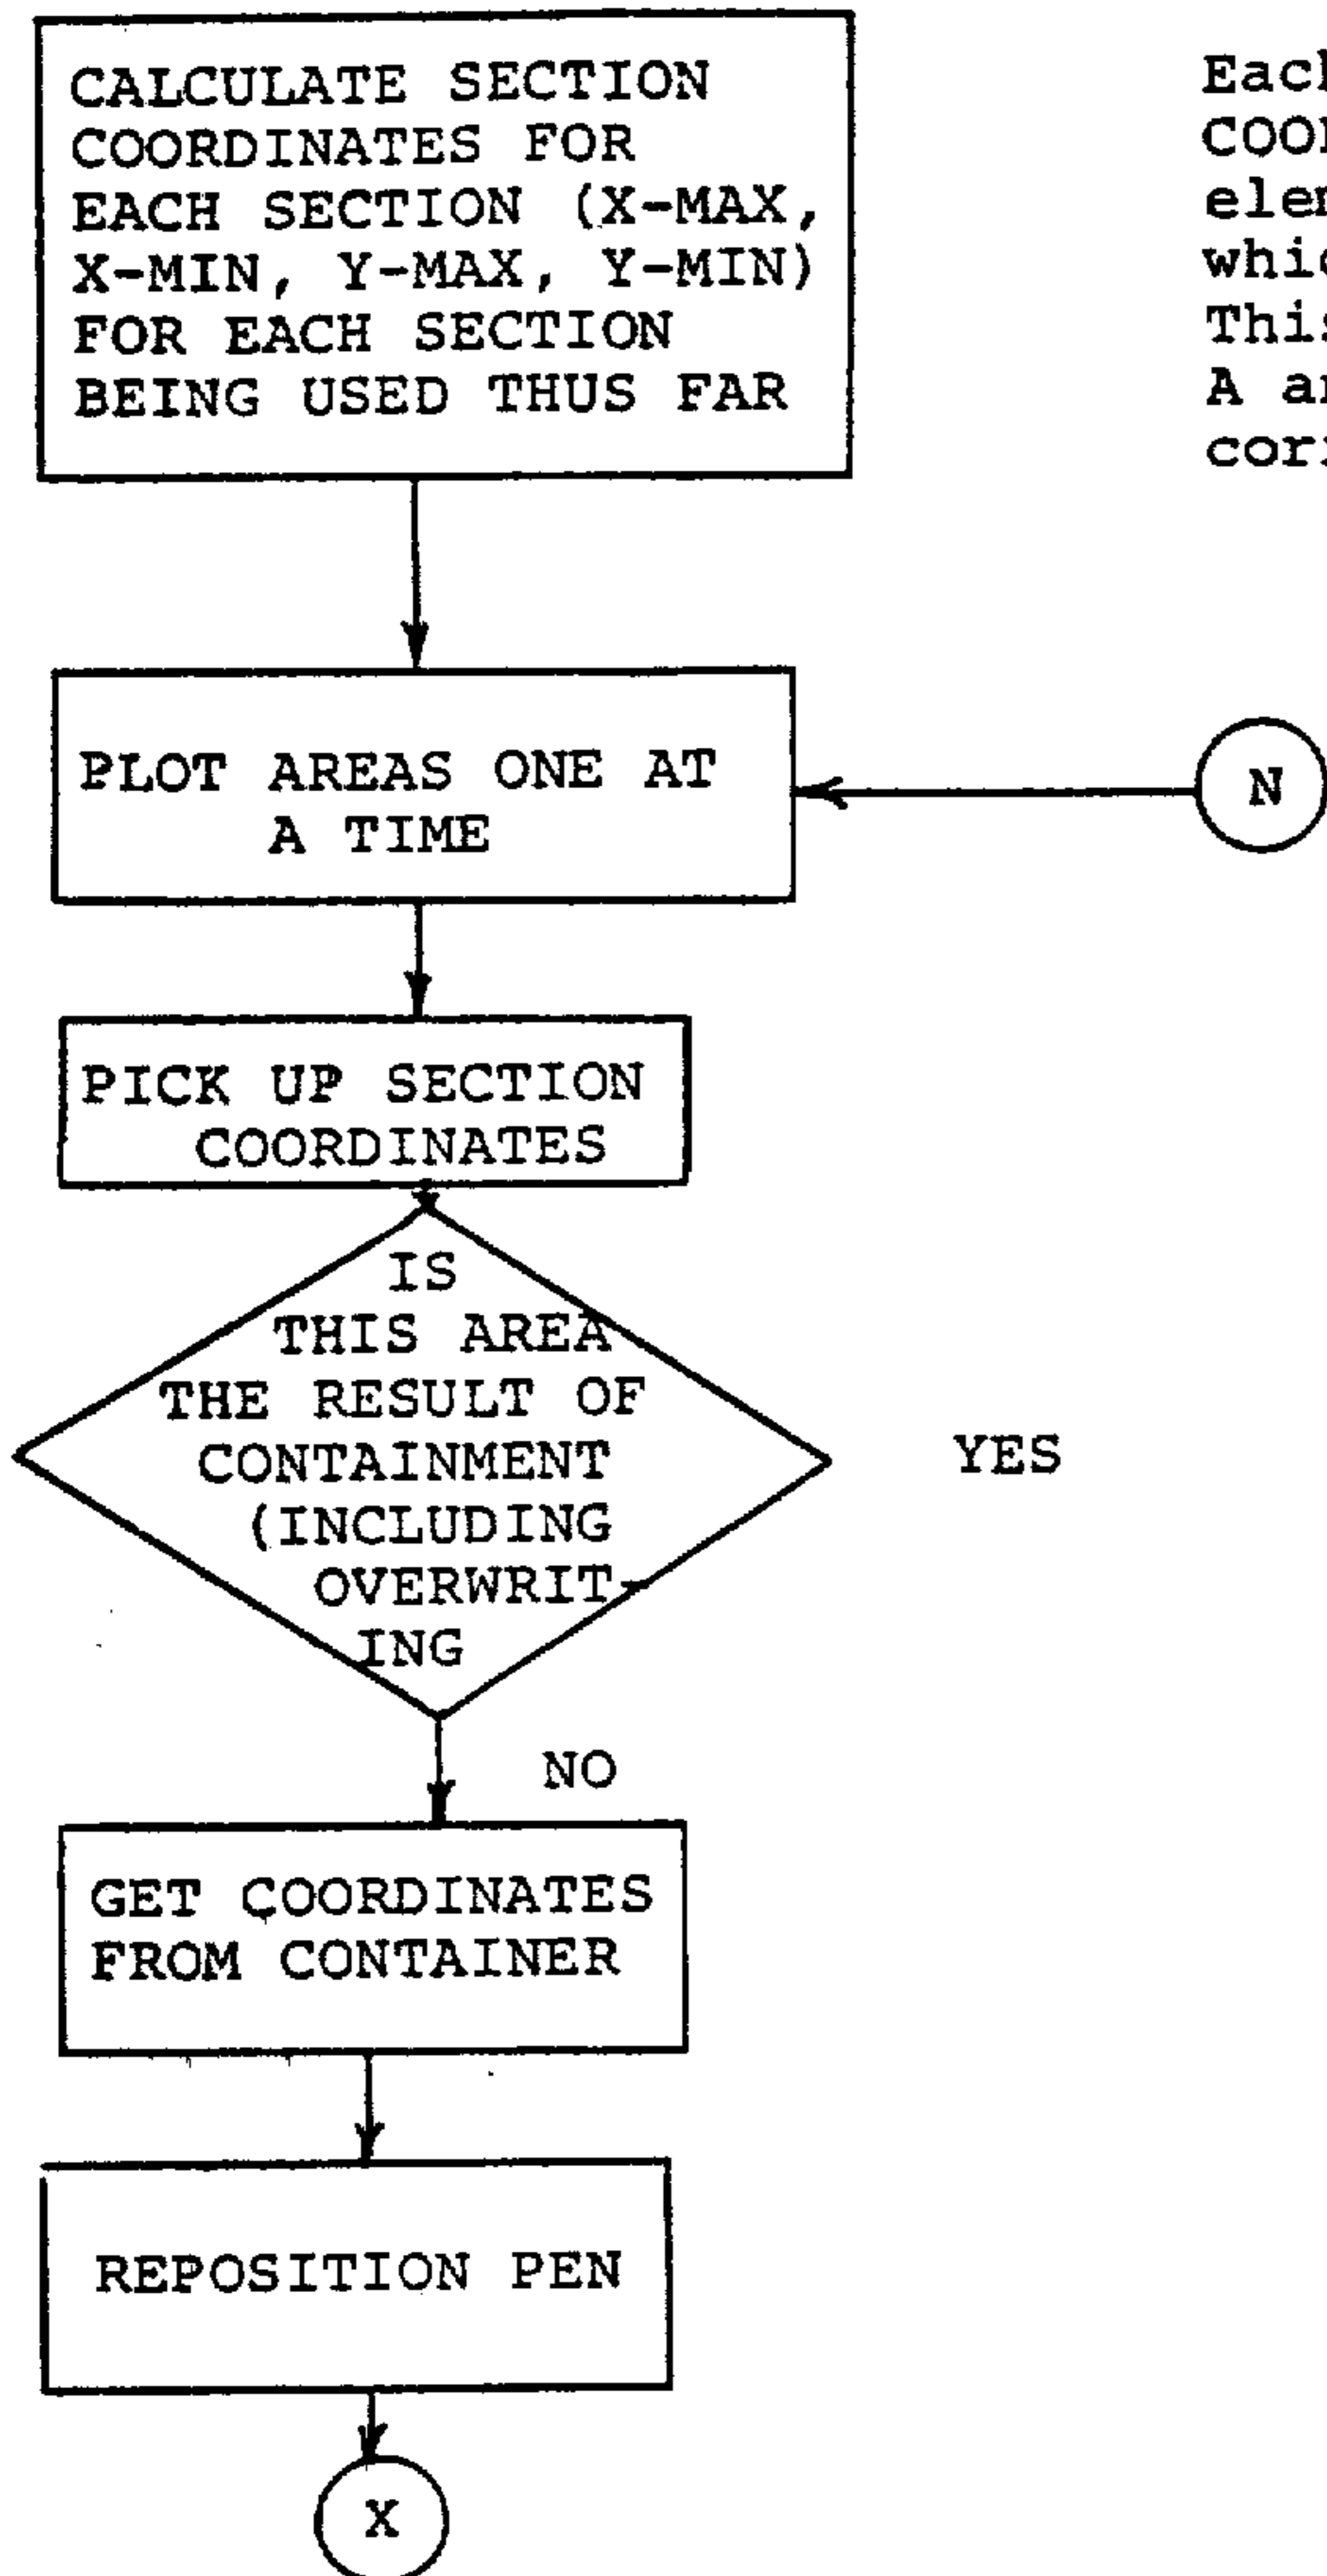 CALCULATE SECTION
COORDINATES FOR
EACH SECTION (X-MAX,
X-MIN, Y-MAX, Y-MIN)
FOR EACH SECTION
BEING USED THUS FAR
Each
This
A
PLOT AREAS ONE AT
A TIME
N
PICK UP SECTION
COORDINATES
IS
THIS AREA
THE RESULT OF
CONTAINMENT
(INCLUDING
OVERWRIT-
ING
YES
NO
GET COORDINATES
FROM CONTAINER
REPOSITION PEN
X